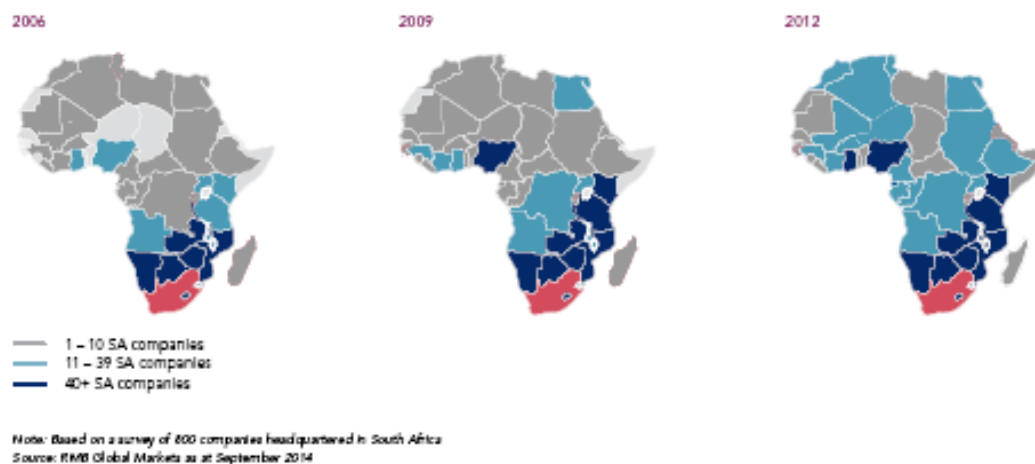 2006
2009
2012
1 – 10 SA companies
11 – 39 SA companies
40+ SA companies
Note: Based on a survey of 800 companies headquartered in South Africa
Source: RMB Global Markets as at September 2014